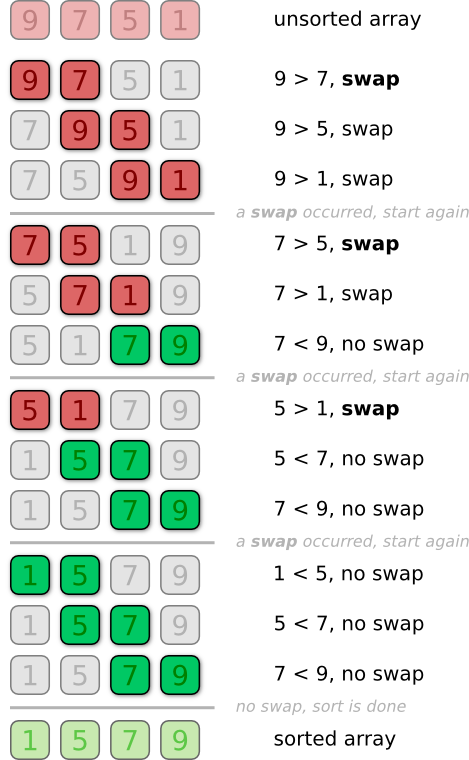 9 7 5 1 unsorted array
9 7 5 1 9 > 7, swap
7 9 5 1 9 > 5, swap
7 5 9 1 9 > 1, swap
a swap occurred, start again
7 5 1 9 7 > 5, swap
5 7 1 9 7 > 1, swap
5 1 7 9 7 < 9, no swap
a swap occurred, start again
5 1 7 9 5 > 1, swap
1 5 7 9 5 < 7, no swap
1 5 7 9 7 < 9, no swap
a swap occurred, start again
1 5 7 9 1 < 5, no swap
1 5 7 9 5 < 7, no swap
1 5 7 9 7 < 9, no swap
no swap, sort is done
1 5 7 9 sorted array